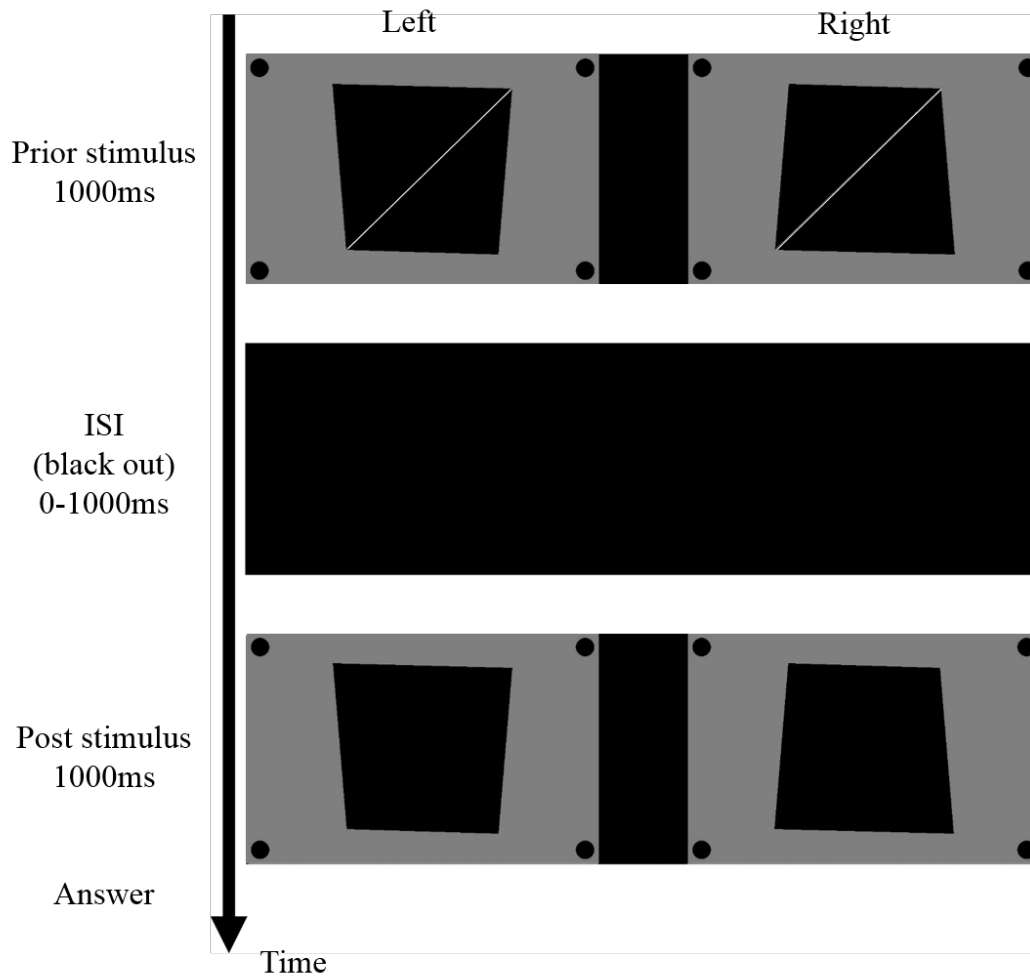 Left
Right
Prior stimulus
1000ms
ISI
(black out)
0-1000ms
Post stimulus
1000ms
Answer
Time